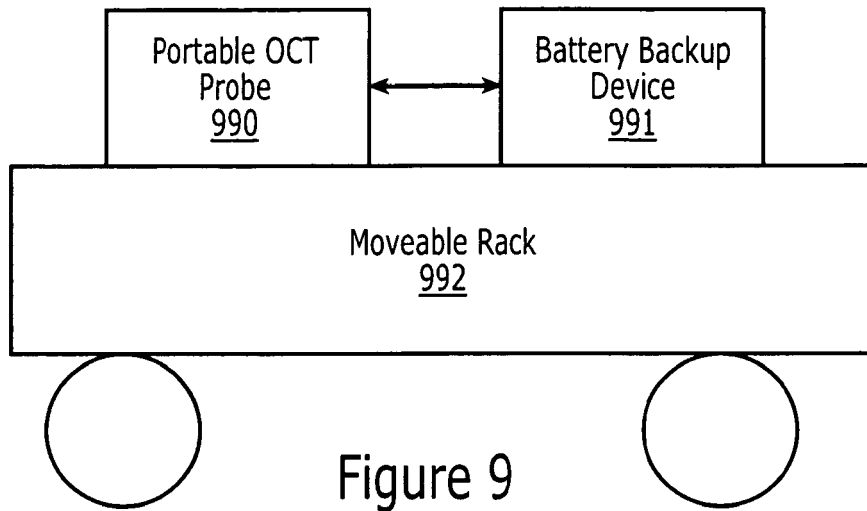 Portable OCT
Probe
990
Battery Backup
Device
991
Moveable Rack
992
Figure 9